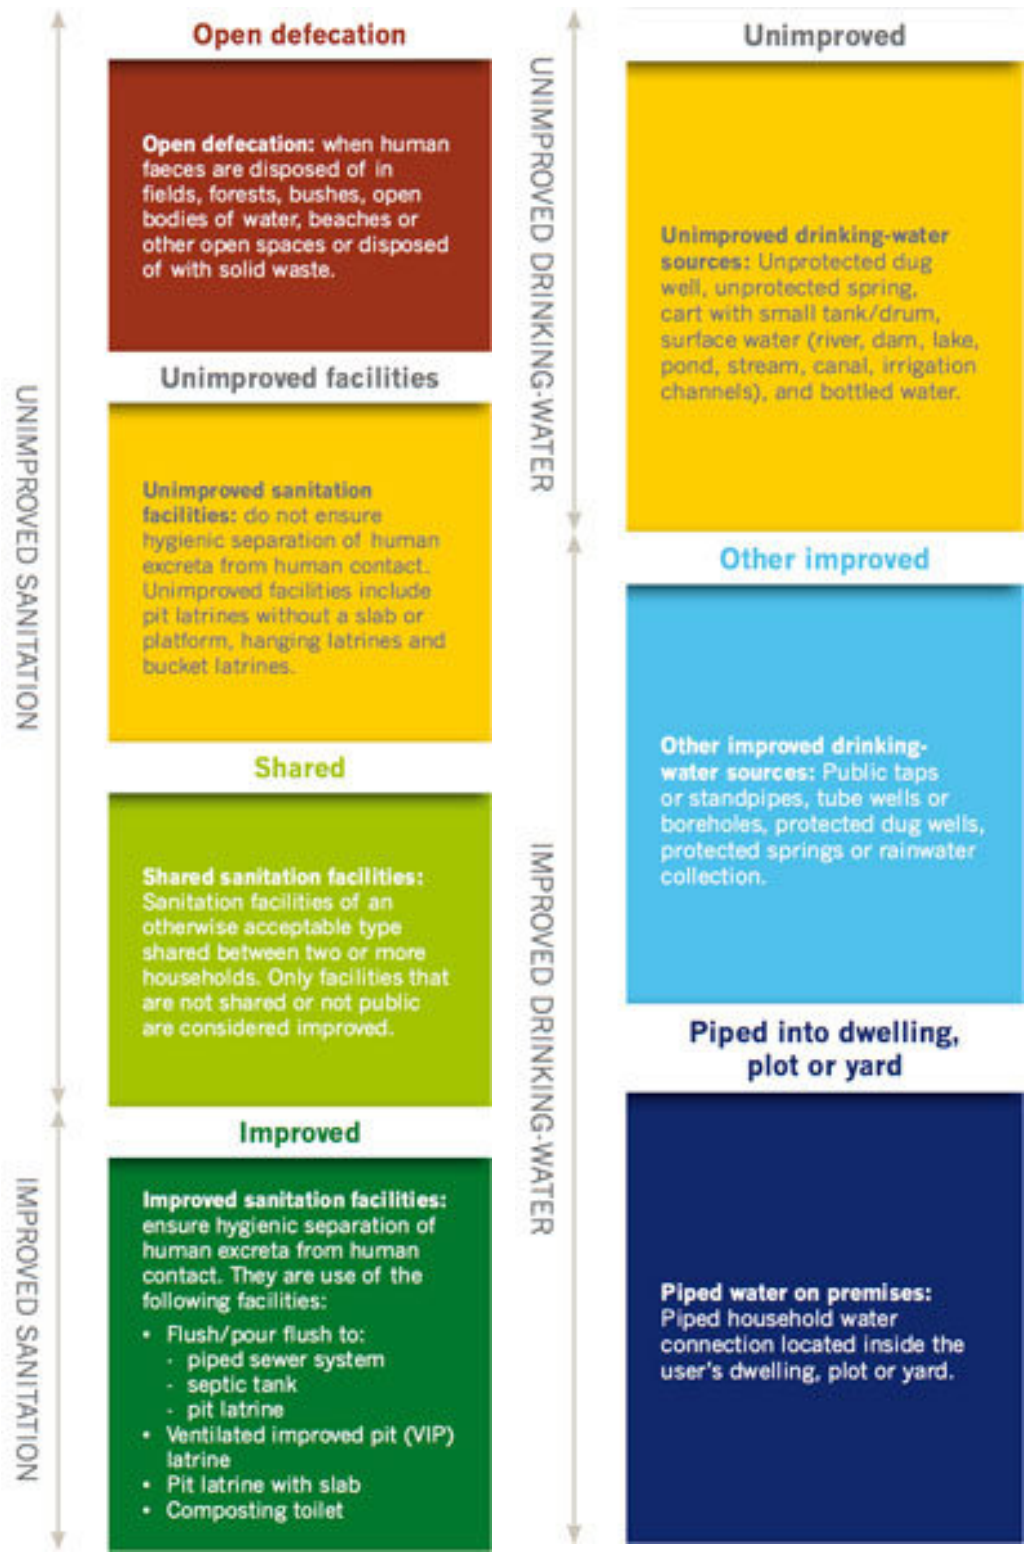 UNIMPROVED SANITATION
IMPROVED SANITATION
Open defecation
Open defecation: when human
faeces are disposed of in
fields, forests, bushes, open
bodies of water, beaches or
other open spaces or disposed
of with solid waste.
Unimproved facilities
Unimproved sanitation
facilities: do not ensure
hygienic separation of human
excreta from human contact.
Unimproved facilities include
pit latrines without a slab or
platform, hanging latrines and
bucket latrines.
Shared
Shared sanitation facilities:
Sanitation facilities of an
otherwise acceptable type
shared between two or more
households. Only facilities that
are not shared or not public
are considered improved.
Improved
Improved sanitation facilities:
ensure hygienic separation of
human excreta from human
contact. They are use of the
following facilities:
• Flush/pour flush to:
- piped sewer system
- septic tank
- pit latrine
• Ventilated improved pit (VIP)
latrine
• Pit latrine with slab
• Composting toilet
UNIMPROVED DRINKING-WATER
IMPROVED DRINKING-WATER
Unimproved
Unimproved drinking-water
sources: Unprotected dug
well, unprotected spring,
cart with small tank/drum,
surface water (river, dam, lake,
pond, stream, canal, irrigation
channels), and bottled water.
Other improved
Other improved drinking-
water sources: Public taps
or standpipes, tube wells or
boreholes, protected dug wells,
protected springs or rainwater
collection.
Piped into dwelling,
plot or yard
Piped water on premises:
Piped household water
connection located inside the
user's dwelling, plot or yard.